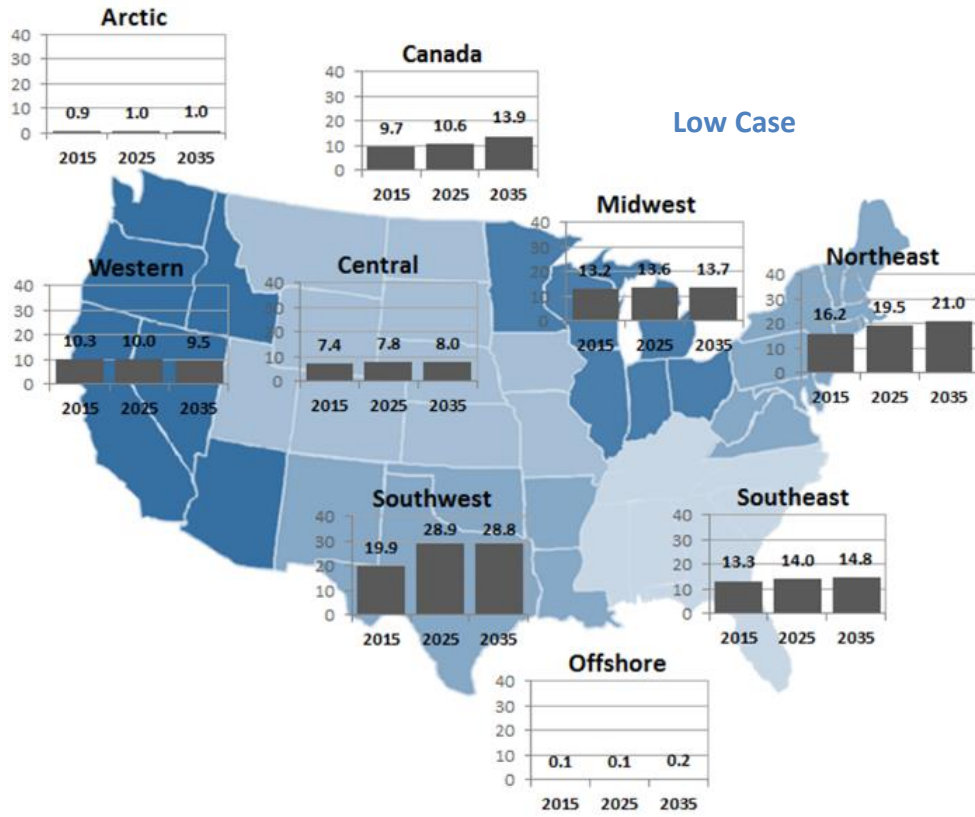 Arctic
40
30
20
10
0
0.9 1.0 1.0
2015 2025 2035
Canada
40
30
20
10
0
9.7 10.6 13.9
2015 2025 2035
Low Case
Midwest
40
30
20
10
0
13.2 13.6 13.7
2015 2025 2035
Western
40
30
20
10
0
10.3 10.0 9.5
2015 2025 2035
Central
40
30
20
10
0
7.4 7.8 8.0
2015 2025 2035
Northeast
40
30
20
10
0
16.2 19.5 21.0
2015 2025 2035
Southwest
40
30
20
10
0
19.9 28.9 28.8
2015 2025 2035
Southeast
40
30
20
10
0
13.3 14.0 14.8
2015 2025 2035
Offshore
40
30
20
10
0
0.1 0.1 0.2
2015 2025 2035